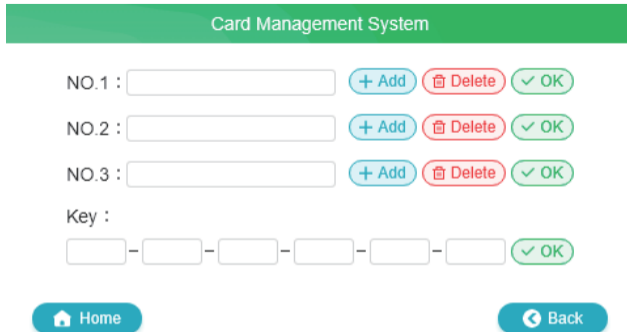 Card Management System
NO.1： + Add Delete OK
NO.2： + Add Delete OK
NO.3： + Add Delete OK
Key：
- - - - - OK
Home Back